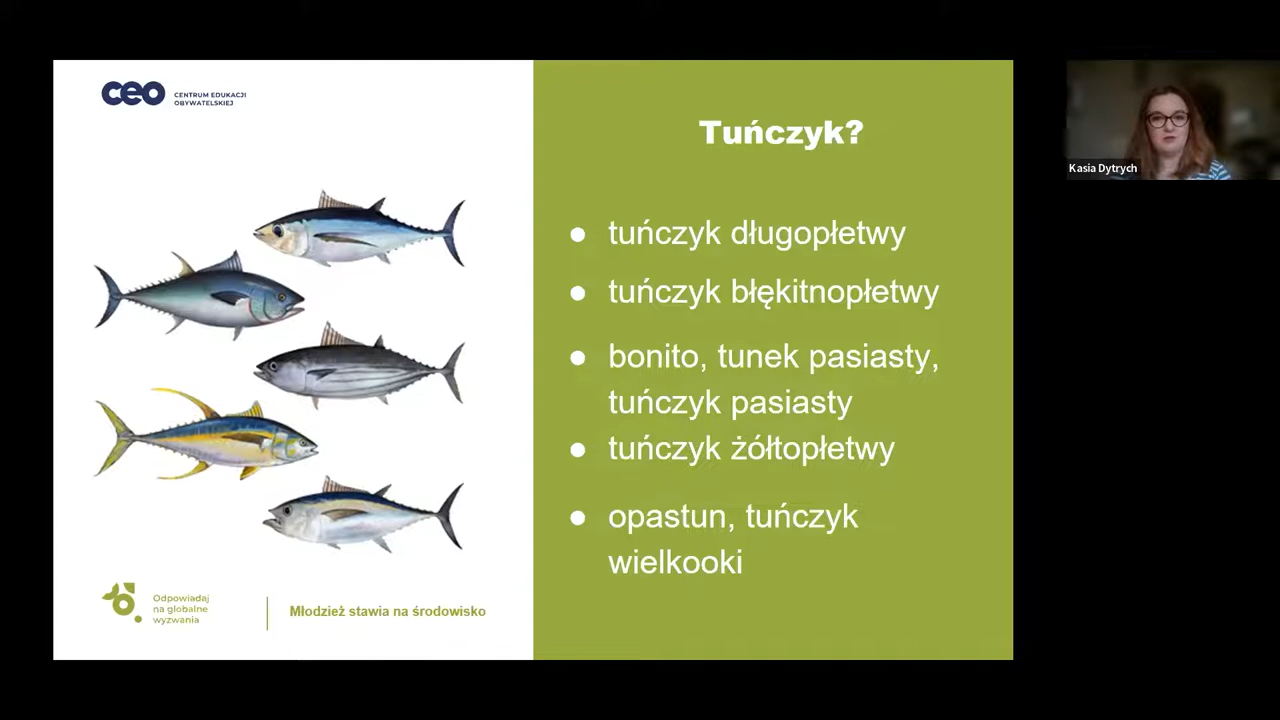 ceo CENTRUM EDUKACJI
OBYWATELSKIEJ
Tuńczyk?
● tuńczyk długopłetwy
● tuńczyk błękitnopłetwy
● bonito, tunek pasiasty,
tuńczyk pasiasty
● tuńczyk żółtopłetwy
● opastun, tuńczyk
wielkooki
Odpowiadaj
na globalne
wyzwania
Młodzież stawia na środowisko
Kasia Dytrych